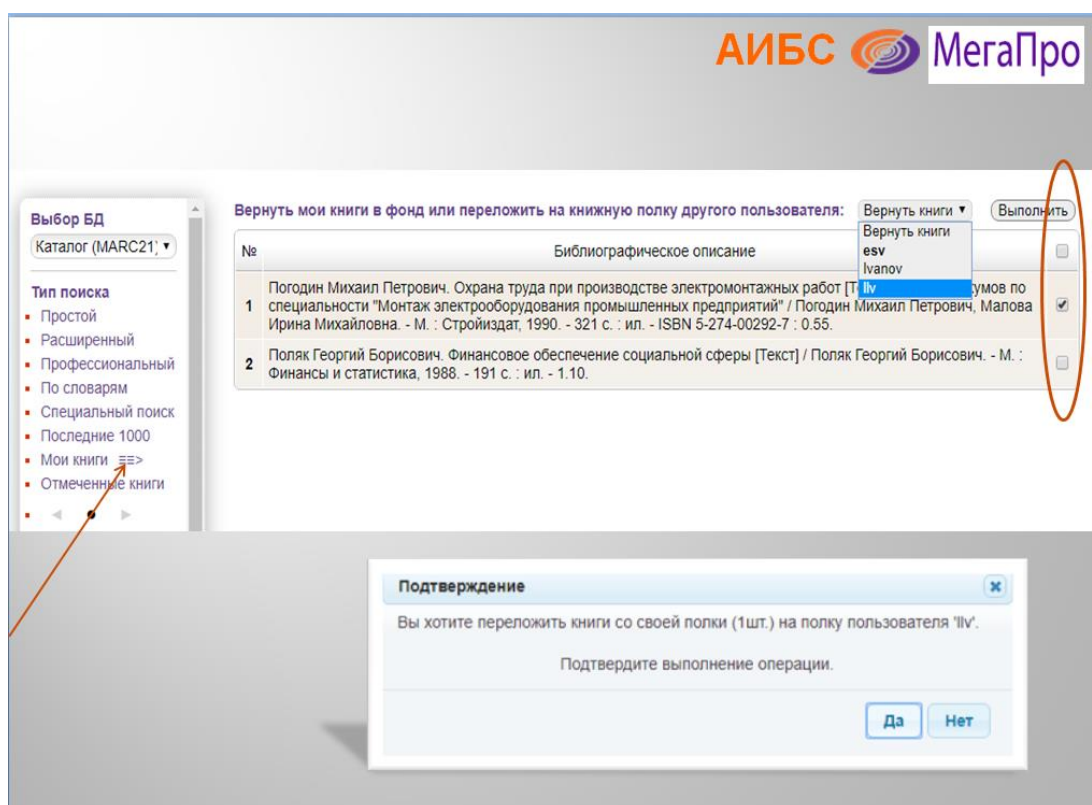 АИБС МегаПро
Выбор БД
Каталог (MARC21)
Тип поиска
Простой
Расширенный
Профессиональный
По словарям
Специальный поиск
Последние 1000
Мои книги ==>
Отмеченные книги
Вернуть мои книги в фонд или переложить на книжную полку другого пользователя: Вернуть книги Выполнить
Вернуть книги
esv
Ivanov
llv
№ Библиографическое описание
1 Погодин Михаил Петрович. Охрана труда при производстве электромонтажных работ умов по
специальности "Монтаж электрооборудования промышленных предприятий" / Погодин Михаил Петрович, Малова
Ирина Михайловна. - М. : Стройиздат, 1990. - 321 с. : ил. - ISBN 5-274-00292-7 : 0.55.
2 Поляк Георгий Борисович. Финансовое обеспечение социальной сферы [Текст] / Поляк Георгий Борисович. - М. :
Финансы и статистика, 1988. - 191 с. : ил. - 1.10.
Подтверждение
Вы хотите переложить книги со своей полки (1шт.) на полку пользователя 'llv'.
Подтвердите выполнение операции.
Да Нет